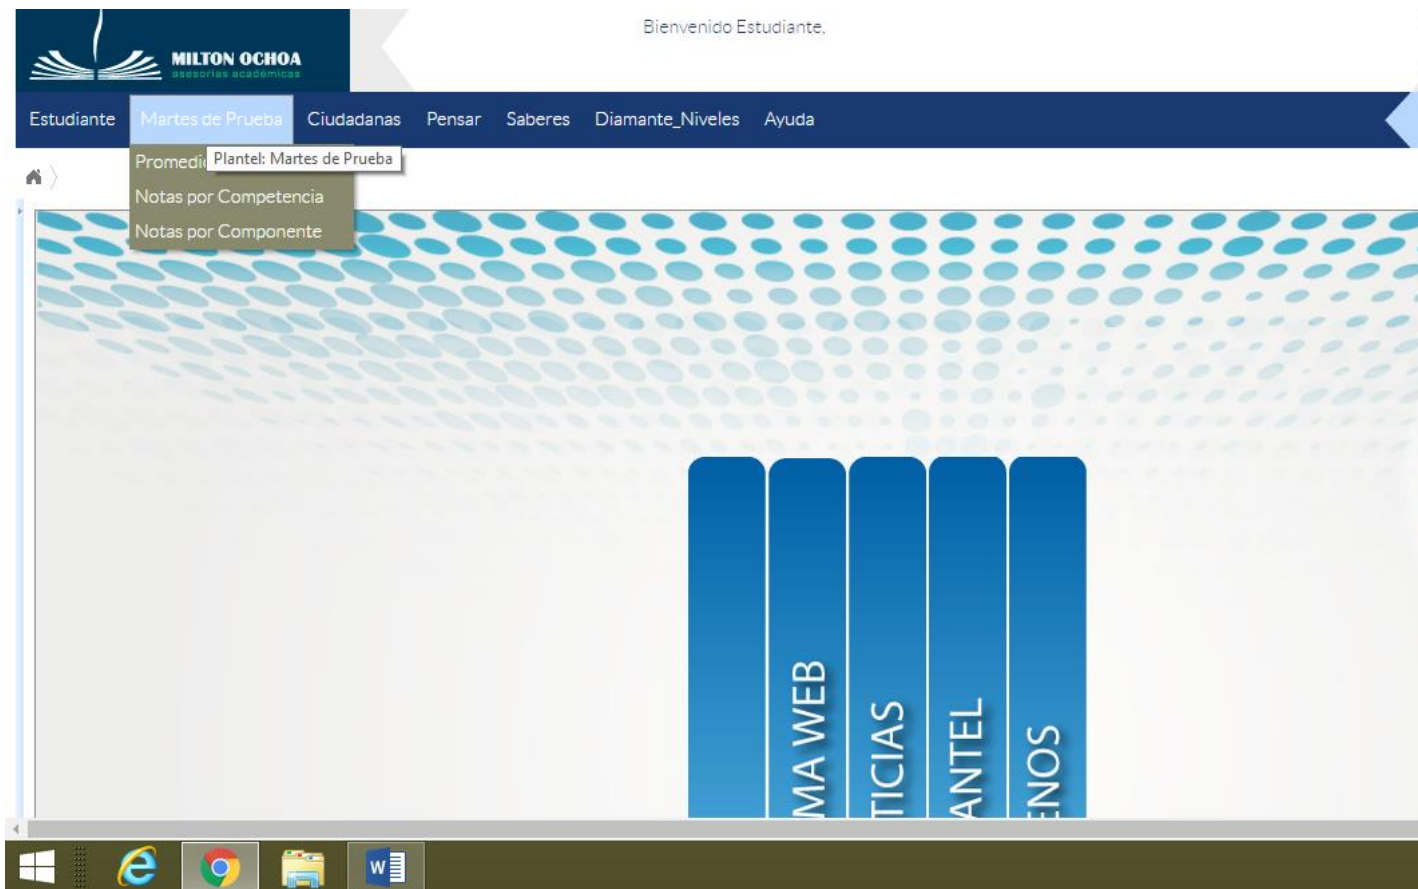 Bienvenido Estudiante,
MILTON OCHOA
asesorías académicas
Estudiante Martes de Prueba Ciudadanas Pensar Saberes Diamante_Niveles Ayuda
Plantel: Martes de Prueba
Notas por Competencia
Notas por Componente
MA WEB
TICIAS
ANTEL
ENOS
W